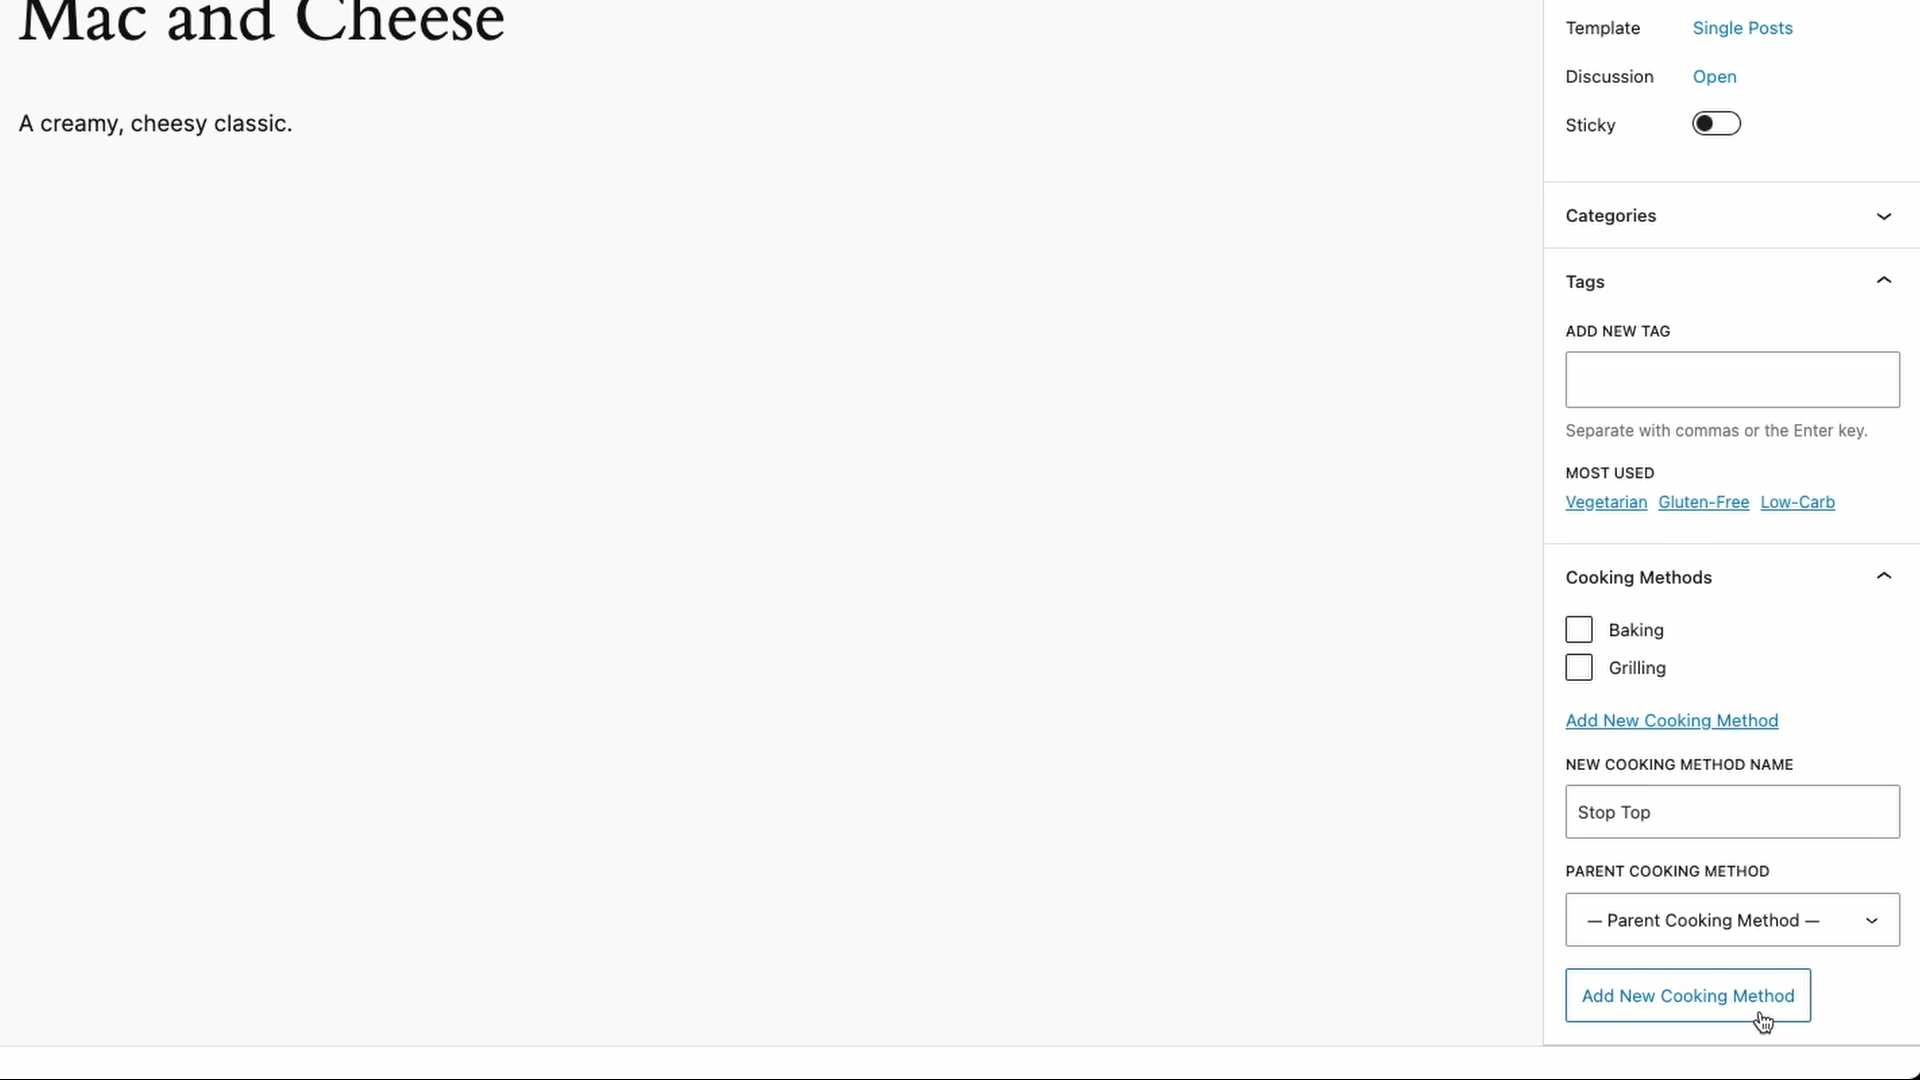 Mac and Cheese
A creamy, cheesy classic.
Template Single Posts
Discussion Open
Sticky
Categories
Tags
ADD NEW TAG
Separate with commas or the Enter key.
MOST USED
Vegetarian Gluten-Free Low-Carb
Cooking Methods
Baking
Grilling
Add New Cooking Method
NEW COOKING METHOD NAME
Stop Top
PARENT COOKING METHOD
— Parent Cooking Method —
Add New Cooking Method